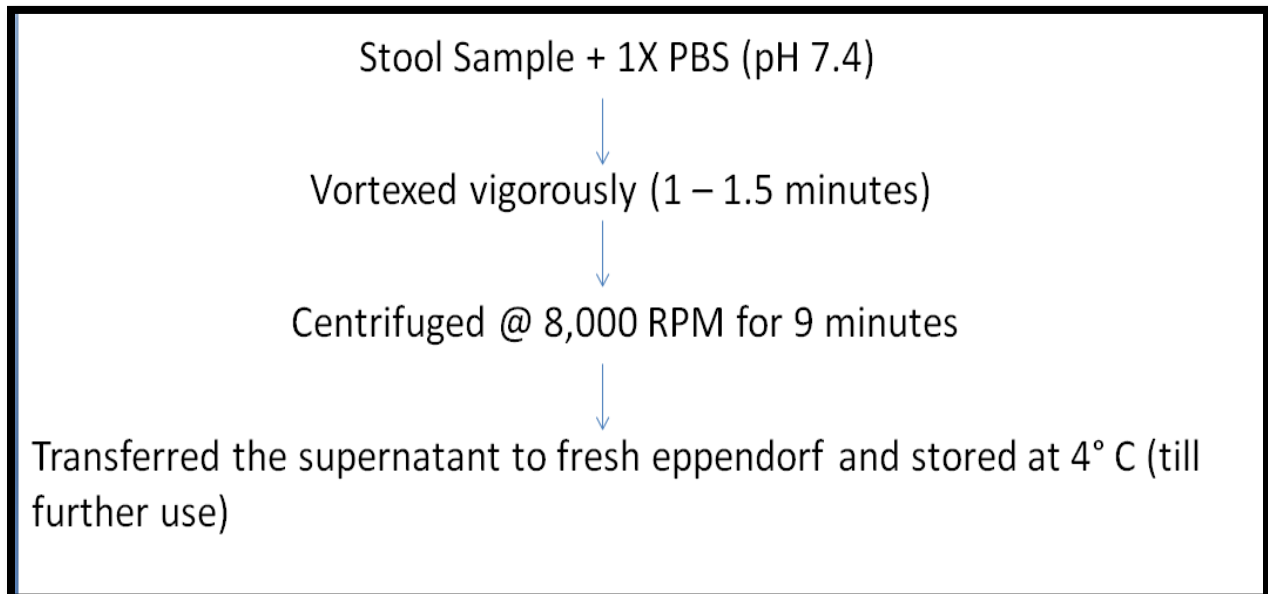 Stool Sample + 1X PBS (pH 7.4)
Vortexed vigorously (1 – 1.5 minutes)
Centrifuged @ 8,000 RPM for 9 minutes
Transferred the supernatant to fresh eppendorf and stored at 4° C (till
further use)